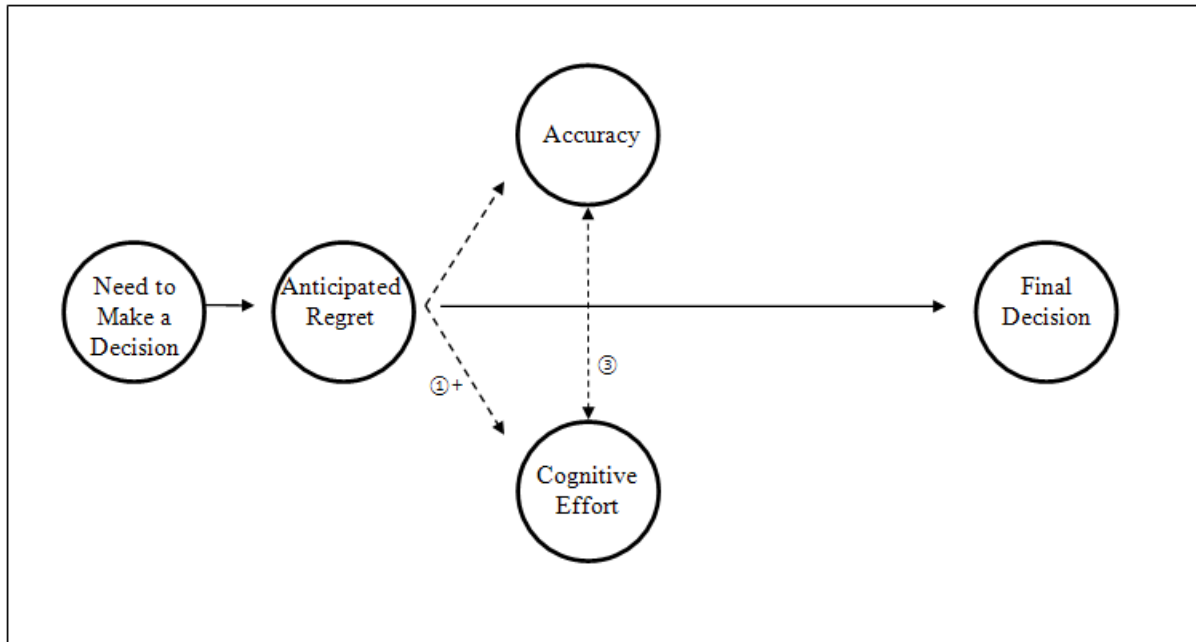 Accuracy
Need to
Make a
Decision
Anticipated
Regret
Final
Decision
①+
③
Cognitive
Effort